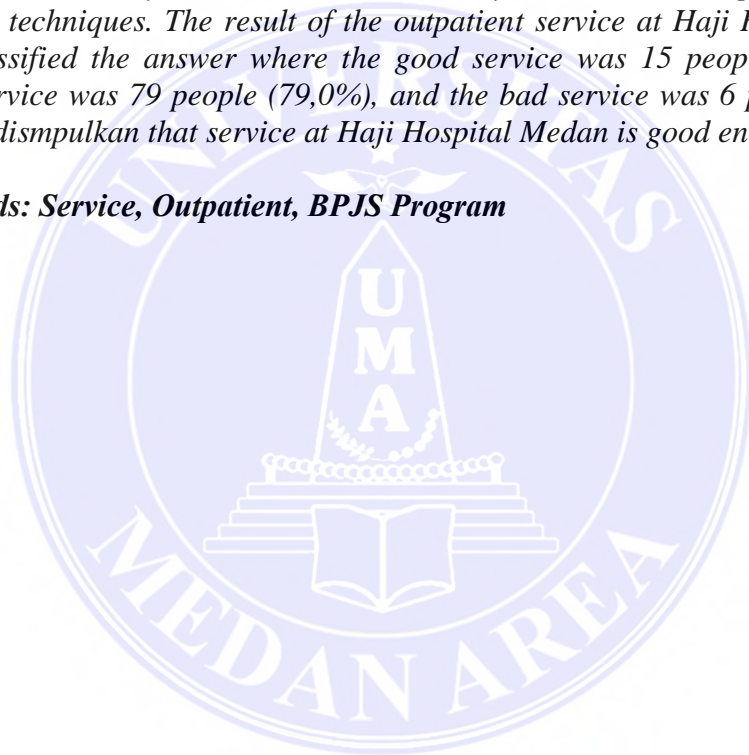 techniques. The result of the outpatient service at Haji
ssified the answer where the good service was 15 peop
rvice was 79 people (79,0%), and the bad service was 6 p
dismpulkan that service at Haji Hospital Medan is good en
ds: Service, Outpatient, BPJS Program
UNIVERSITAS
UMA
MEDAN AREA